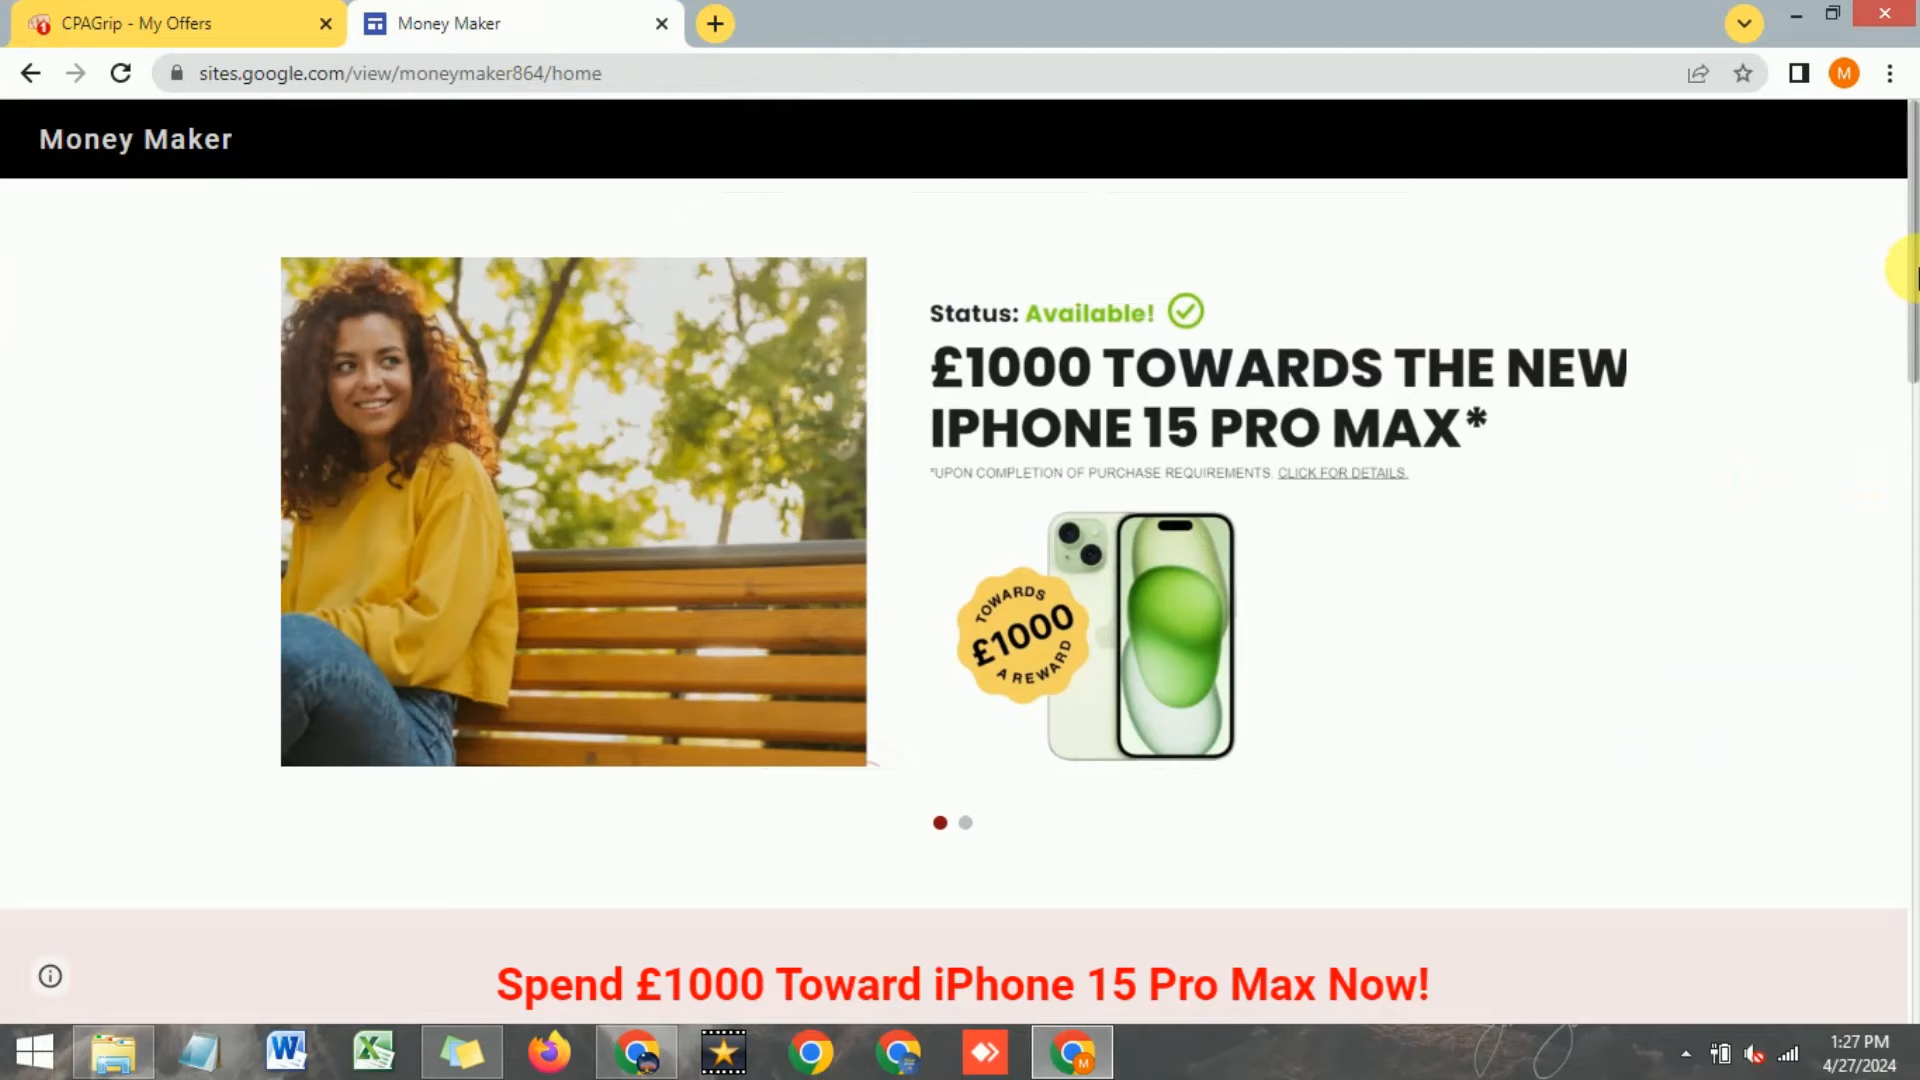 CPAGrip - My Offers
Money Maker
sites.google.com/view/moneymaker864/home
M
Money Maker
Status: Available!
£1000 TOWARDS THE NEW
IPHONE 15 PRO MAX*
*UPON COMPLETION OF PURCHASE REQUIREMENTS. CLICK FOR DETAILS.
TOWARDS
£1000
A REWARD
Spend £1000 Toward iPhone 15 Pro Max Now!
1:27 PM
4/27/2024